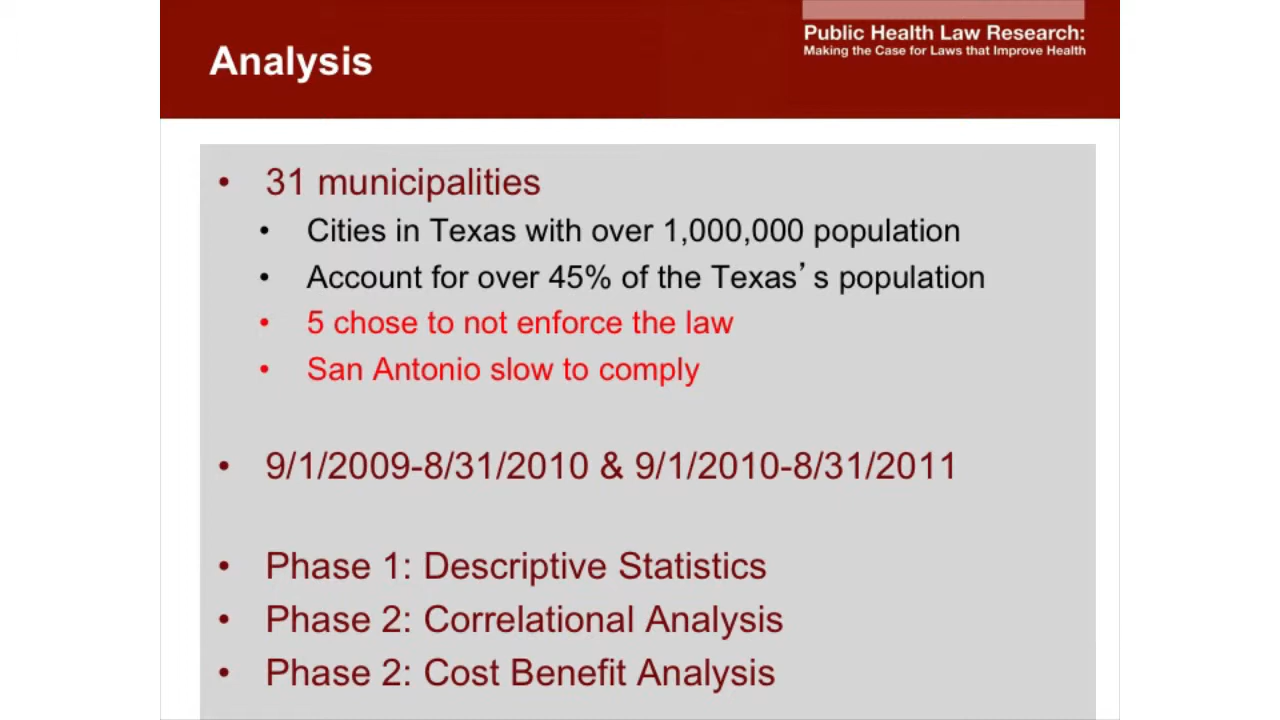 Analysis
Public Health Law Research:
Making the Case for Laws that Improve Health
• 31 municipalities
• Cities in Texas with over 1,000,000 population
• Account for over 45% of the Texas’s population
• 5 chose to not enforce the law
• San Antonio slow to comply
• 9/1/2009-8/31/2010 & 9/1/2010-8/31/2011
• Phase 1: Descriptive Statistics
• Phase 2: Correlational Analysis
• Phase 2: Cost Benefit Analysis